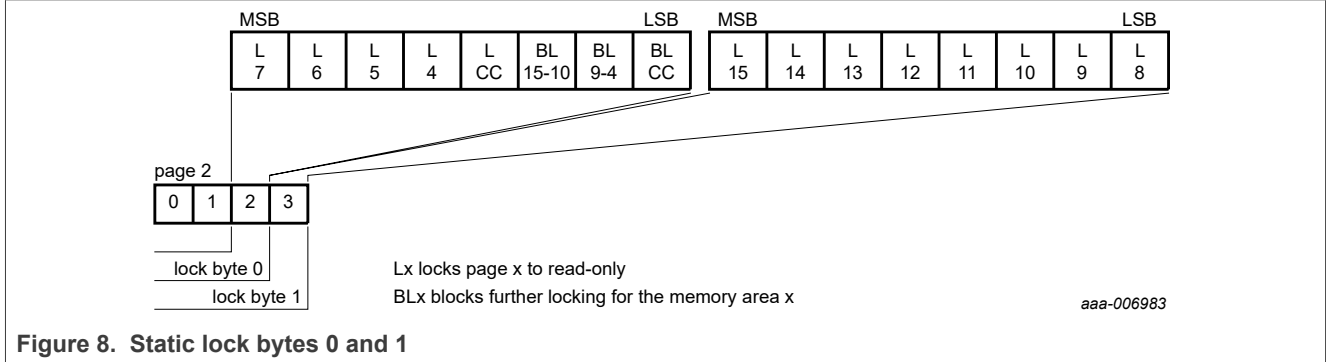 MSB LSB MSB LSB
L L L L L BL BL BL L L L L L L L L
7 6 5 4 CC 15-10 9-4 CC 15 14 13 12 11 10 9 8
page 2
0 1 2 3
lock byte 0 Lx locks page x to read-only
lock byte 1 BLx blocks further locking for the memory area x
aaa-006983
Figure 8. Static lock bytes 0 and 1